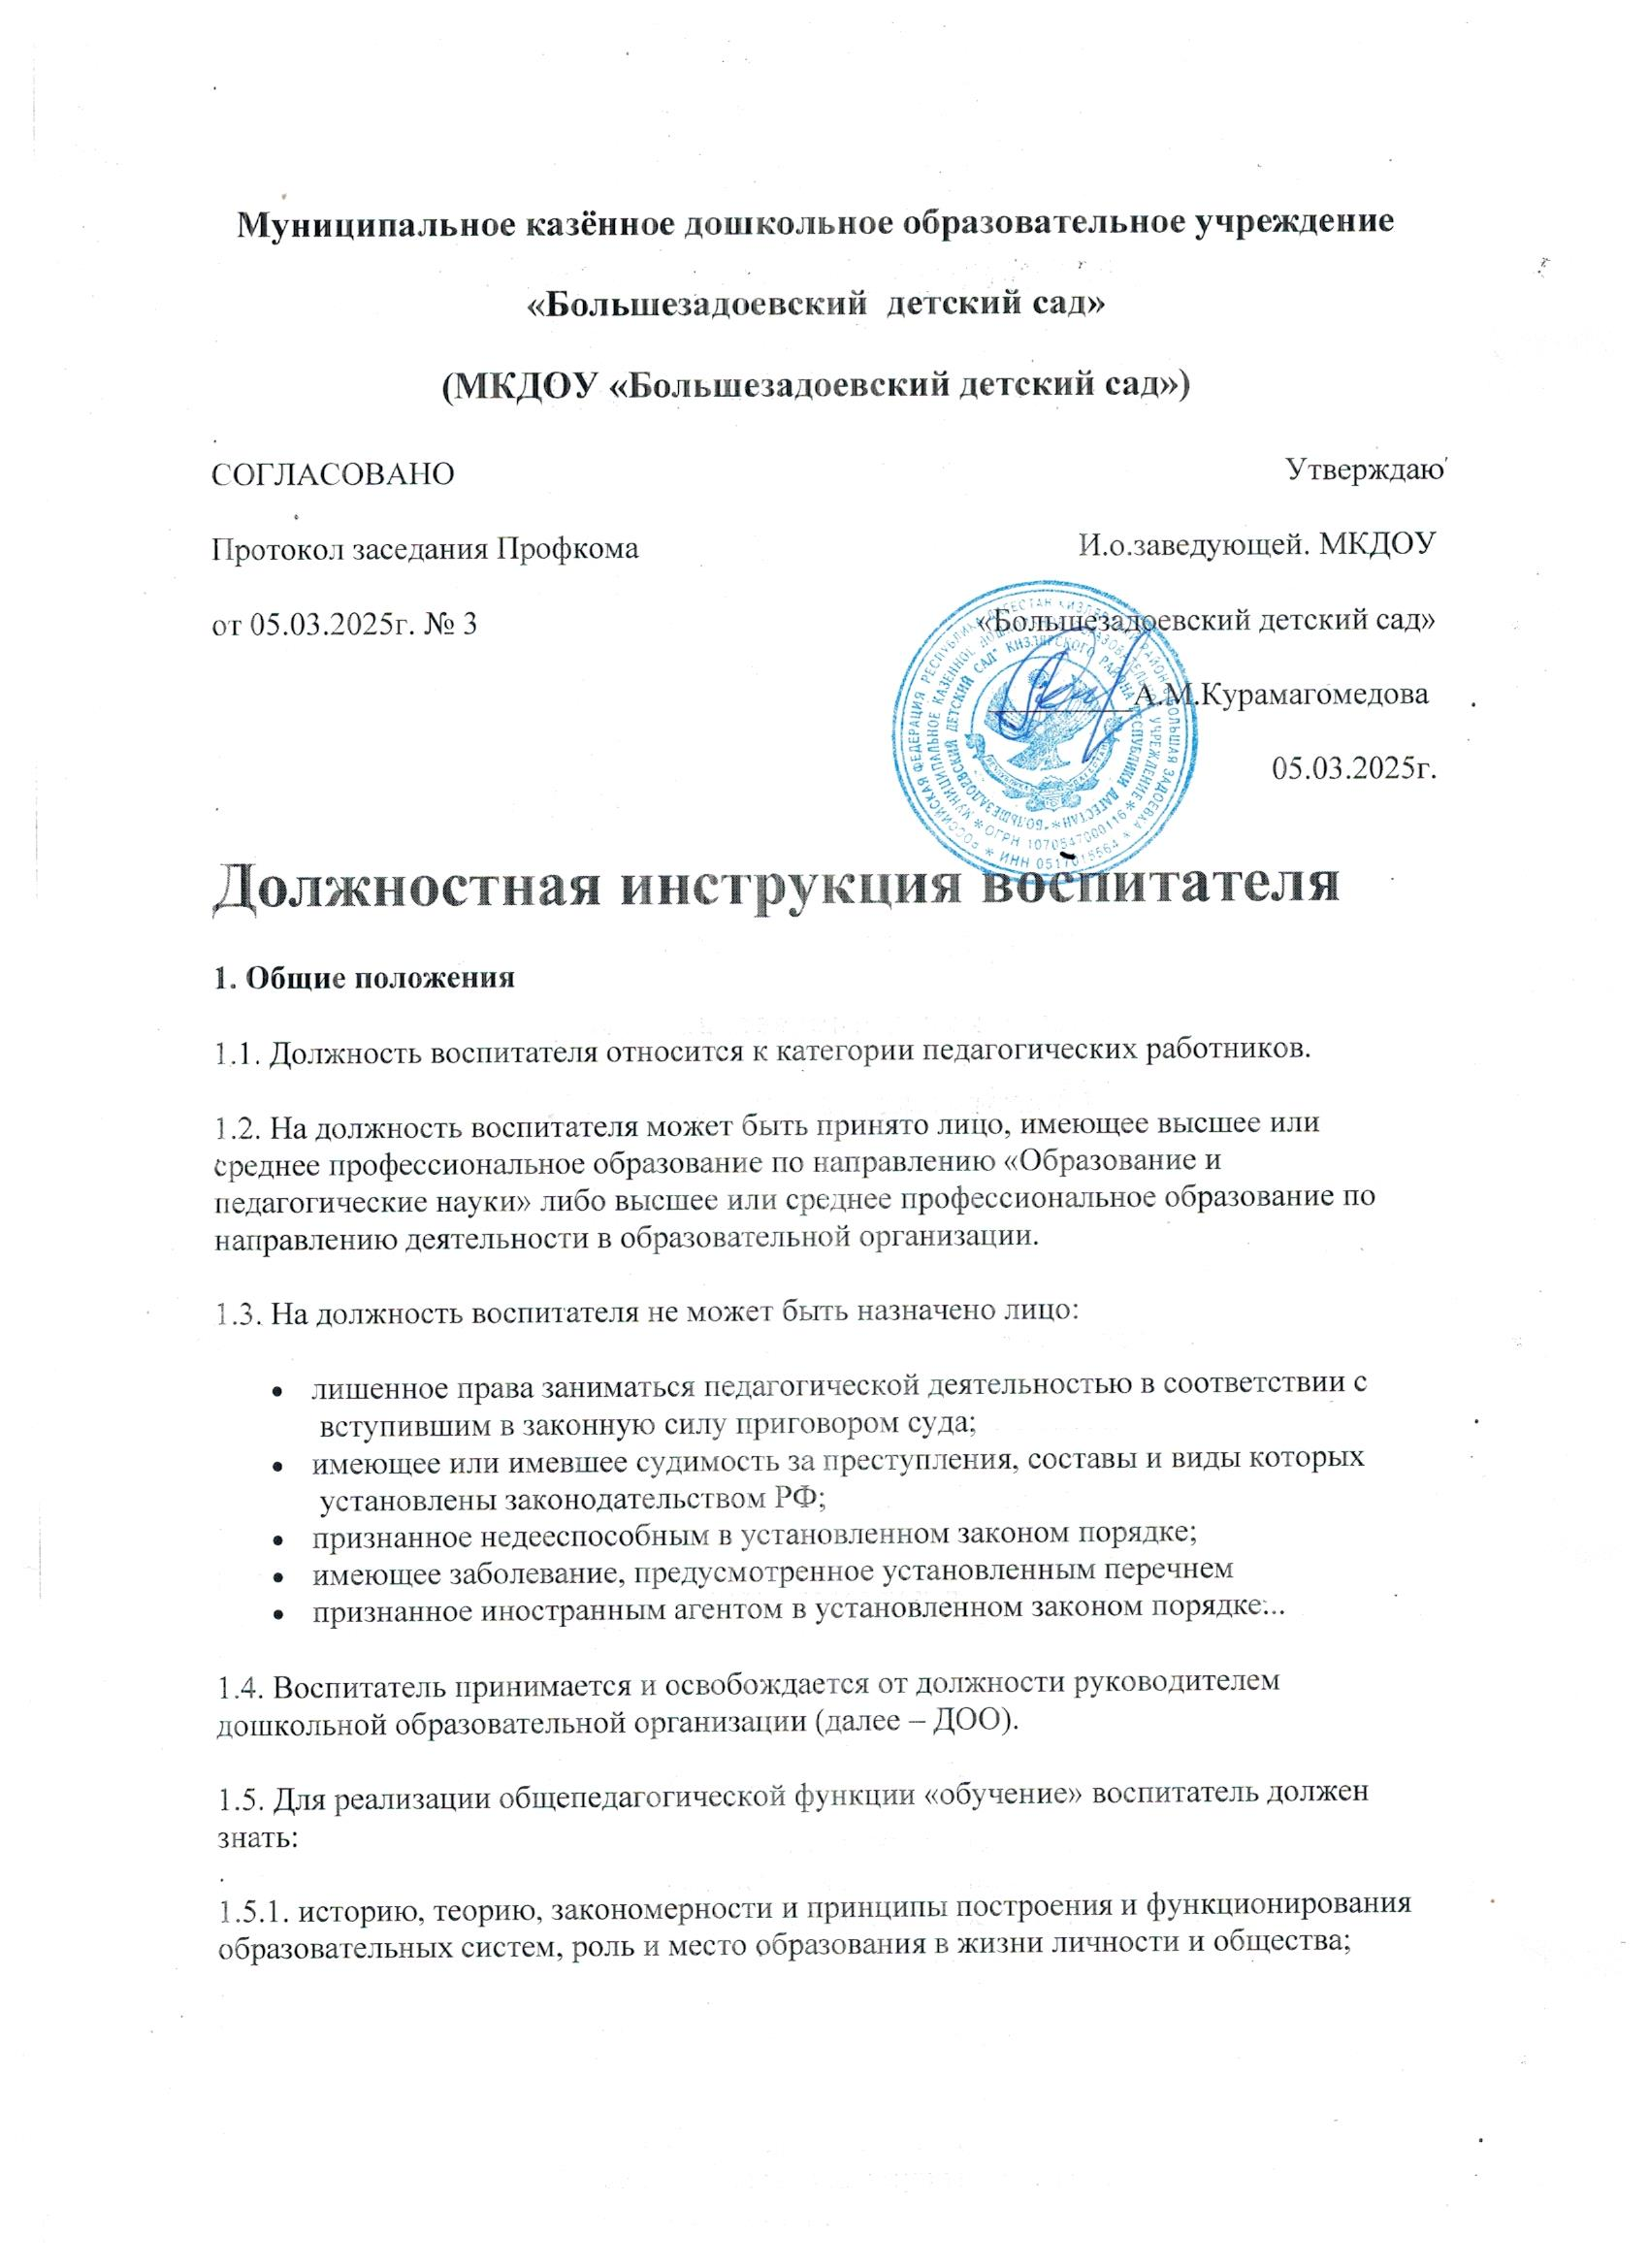 Муниципальное казённое дошкольное образовательное учреждение
«Большезадоевский детский сад»
(МКДОУ «Большезадоевский детский сад»)
СОГЛАСОВАНО Утверждаю
Протокол заседания Профкома И.о.заведующей. МКДОУ
от 05.03.2025г. № 3 «Большезадоевский детский сад»
А.М.Курамагомедова
05.03.2025г.
Должностная инструкция воспитателя
1. Общие положения
1.1. Должность воспитателя относится к категории педагогических работников.
1.2. На должность воспитателя может быть принято лицо, имеющее высшее или
среднее профессиональное образование по направлению «Образование и
педагогические науки» либо высшее или среднее профессиональное образование по
направлению деятельности в образовательной организации.
1.3. На должность воспитателя не может быть назначено лицо:
• лишенное права заниматься педагогической деятельностью в соответствии с
вступившим в законную силу приговором суда;
• имеющее или имевшее судимость за преступления, составы и виды которых
установлены законодательством РФ;
• признанное недееспособным в установленном законом порядке;
• имеющее заболевание, предусмотренное установленным перечнем
• признанное иностранным агентом в установленном законом порядке...
1.4. Воспитатель принимается и освобождается от должности руководителем
дошкольной образовательной организации (далее – ДОО).
1.5. Для реализации общепедагогической функции «обучение» воспитатель должен
знать:
1.5.1. историю, теорию, закономерности и принципы построения и функционирования
образовательных систем, роль и место образования в жизни личности и общества;